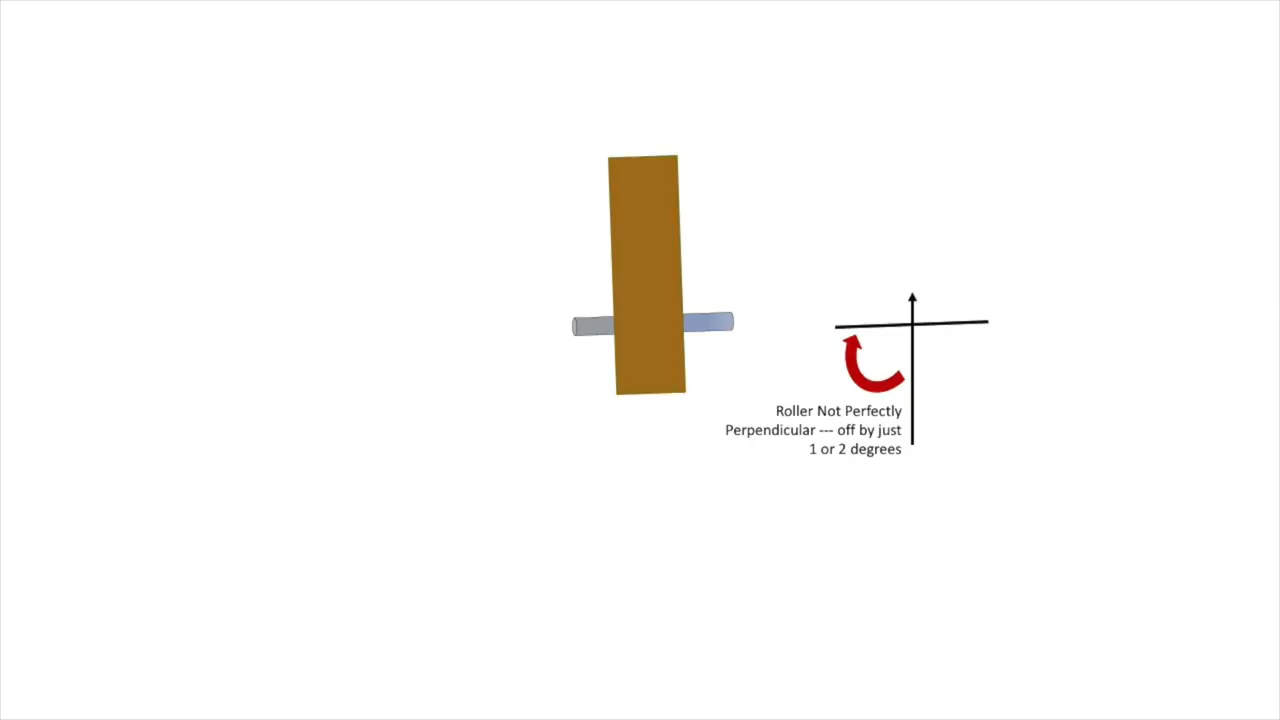 Roller Not Perfectly
Perpendicular --- off by just
1 or 2 degrees